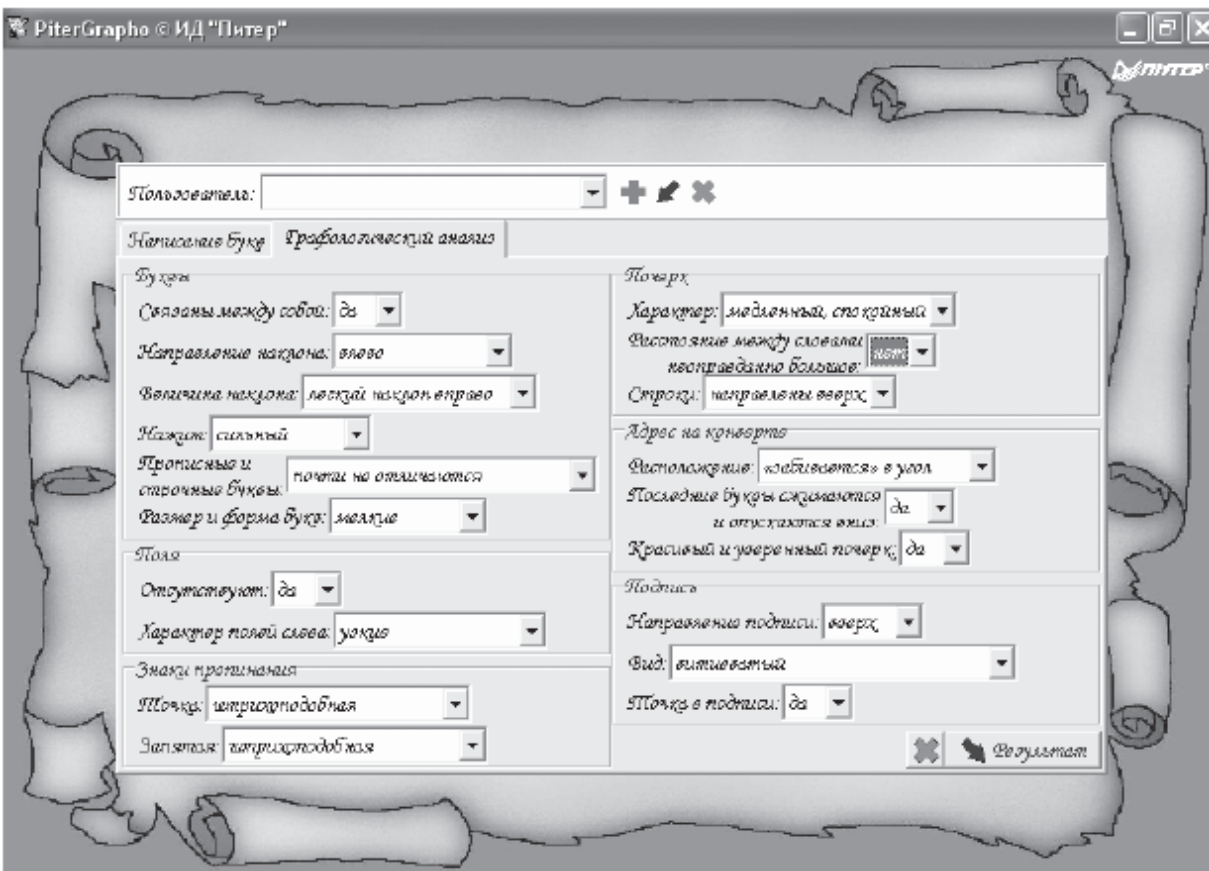 PiterGrapho © ИД "Питер"
ПИТЕР
Пользователь:
Написание букв Графологический анализ
Буквы
Связаны между собой: да
Направление наклона: влево
Величина наклона: легкий наклон вправо
Нажим: сильный
Прописные и
строчные буквы: почти не отличаются
Размер и форма букв: мелкие
Поля
Отсутствуют: да
Характер полей слева: узкие
Знаки препинания
Точка: штрихоподобная
Запятая: штрихоподобная
Почерк
Характер: медленный, спокойный
Расстояние между словами
неоправданно большое: нет
Строки: направлены вверх
Адрес на конверте
Расположение: «забивается» в угол
Последние буквы сжимаются
и опускаются вниз: да
Красивый и уверенный почерк: да
Подпись
Направление подписи: вверх
Вид: витиеватый
Точка в подписи: да
Результат